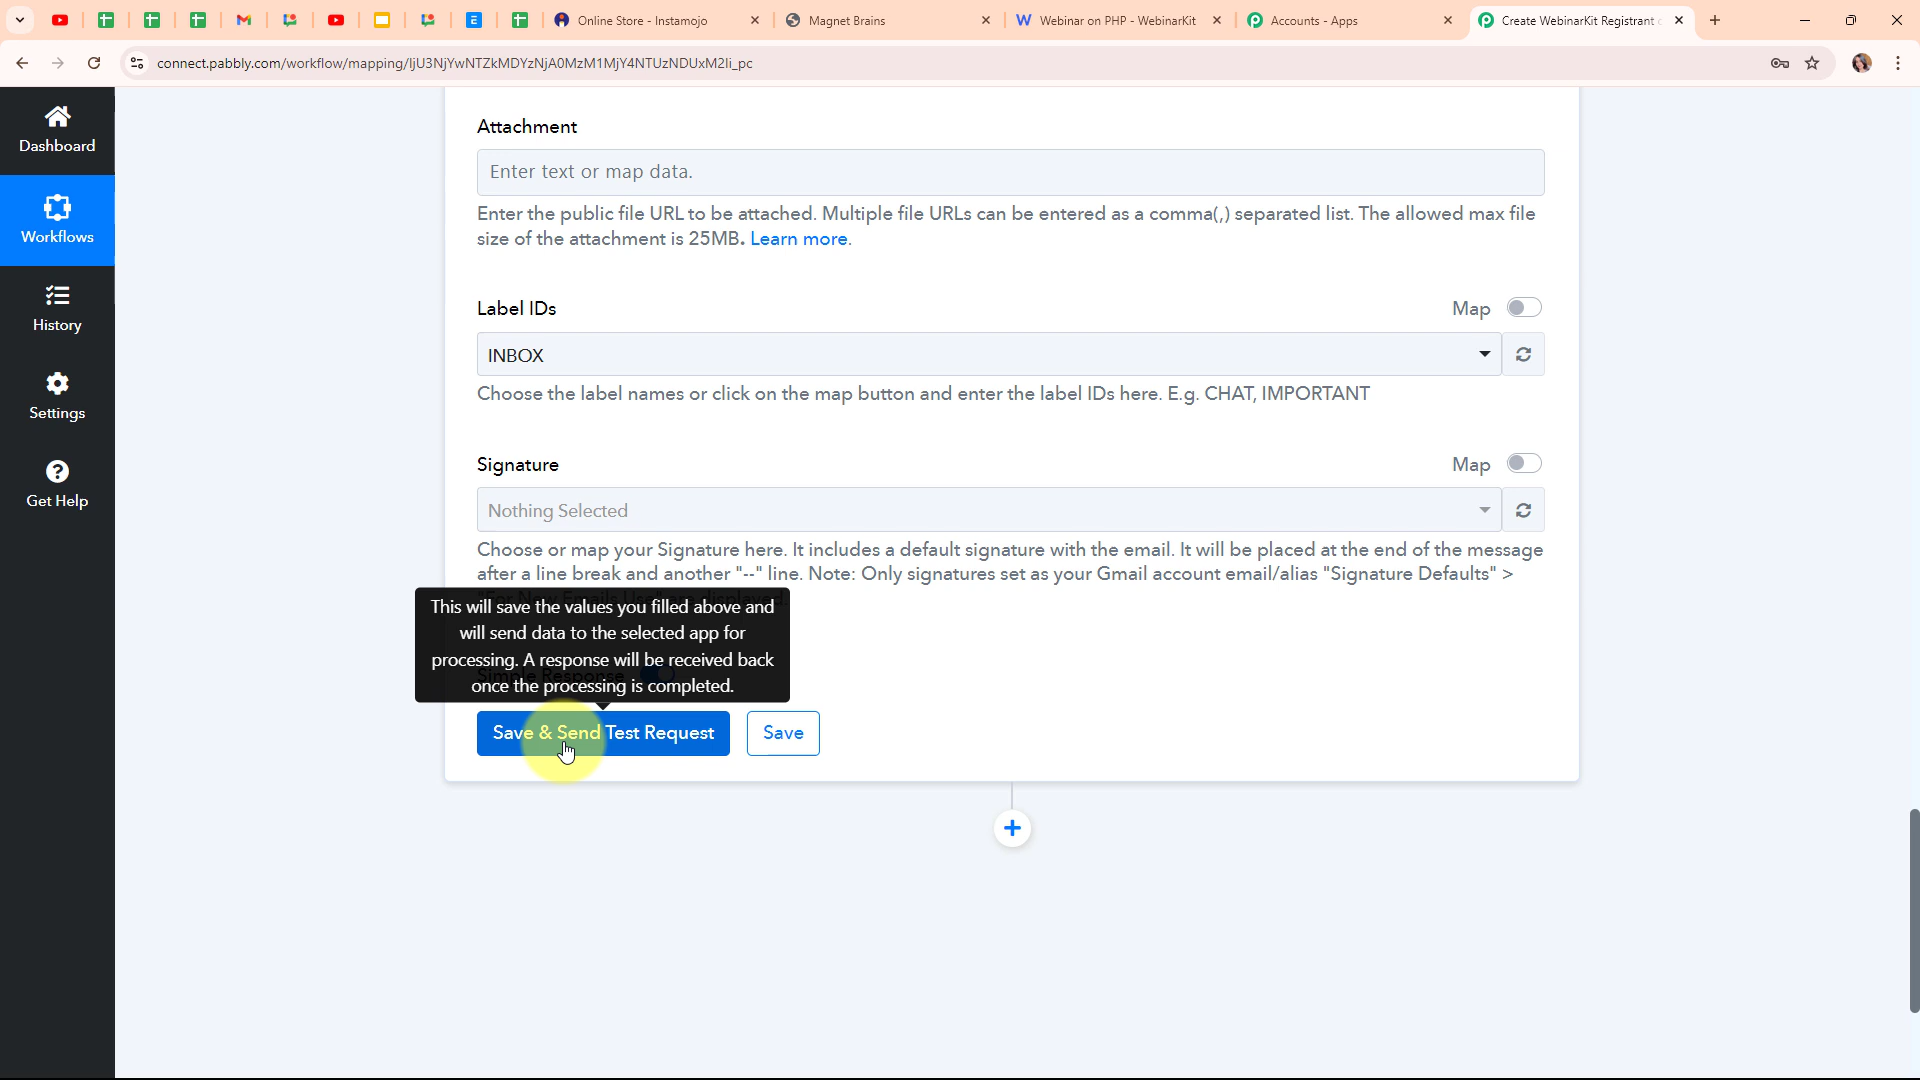 Online Store - Instamojo
Magnet Brains
Webinar on PHP - WebinarKit
Accounts - Apps
Create WebinarKit Registrant
connect.pabbly.com/workflow/mapping/IjU3NjYwNTZkMDYzNjA0MzM1MjY4NTUzNDUxM2Ii_pc
Dashboard
Workflows
History
Settings
Get Help
Attachment
Enter text or map data.
Enter the public file URL to be attached. Multiple file URLs can be entered as a comma(,) separated list. The allowed max file
size of the attachment is 25MB. Learn more.
Label IDs
Map
INBOX
Choose the label names or click on the map button and enter the label IDs here. E.g. CHAT, IMPORTANT
Signature
Map
Nothing Selected
Choose or map your Signature here. It includes a default signature with the email. It will be placed at the end of the message
after a line break and another "--" line. Note: Only signatures set as your Gmail account email/alias "Signature Defaults" >
This will save the values you filled above and
will send data to the selected app for
processing. A response will be received back
once the processing is completed.
Save & Send Test Request
Save